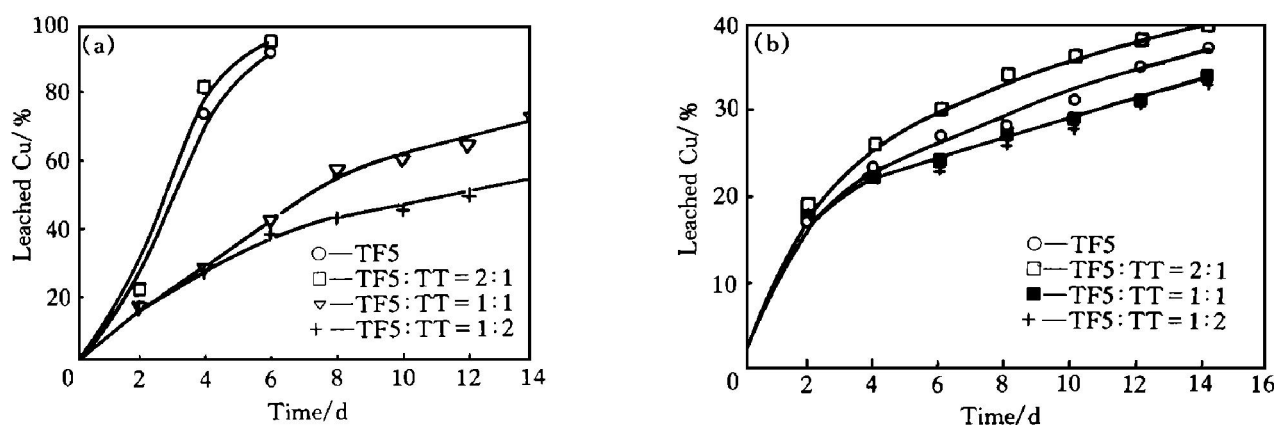 (a)
Leached Cu/%
100
80
60
40
20
0
2
4
6
8
10
12
14
Time/d
○—TF5
□—TF5:TT=2:1
▽—TF5:TT=1:1
+—TF5:TT=1:2
(b)
Leached Cu/%
40
30
20
10
0
2
4
6
8
10
12
14
16
Time/d
○—TF5
□—TF5:TT=2:1
■—TF5:TT=1:1
+—TF5:TT=1:2